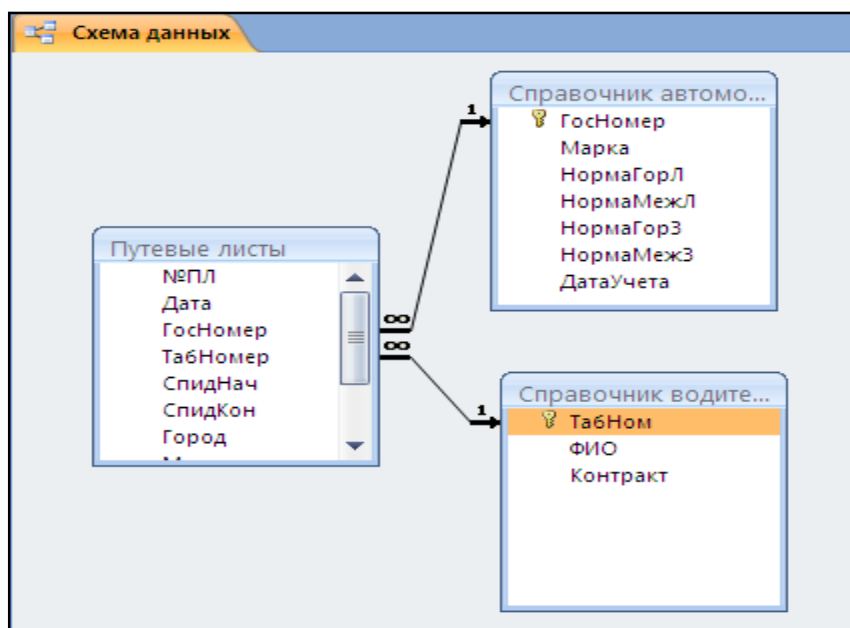 Схема данных
Справочник автомо...
ГосНомер
Марка
НормаГорЛ
НормаМежЛ
НормаГорЗ
НормаМежЗ
ДатаУчета
1
Путевые листы
№ПЛ
Дата
ГосНомер
ТабНомер
СпидНач
СпидКон
Город
∞
∞
Справочник водите...
ТабНом
ФИО
Контракт
1